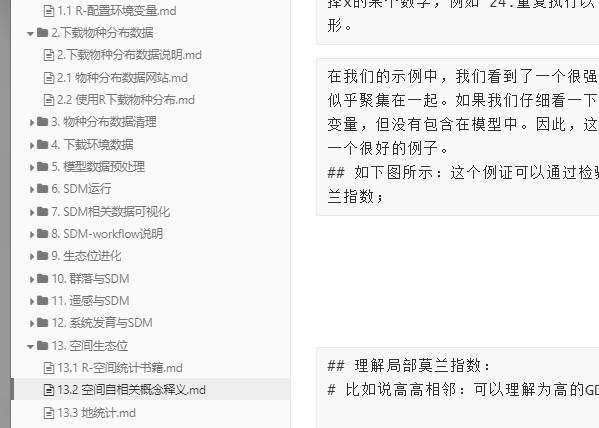 1.1 R-配置环境变量.md
2.下载物种分布数据
2.下载物种分布数据说明.md
2.1 物种分布数据网站.md
2.2 使用R下载物种分布.md
3. 物种分布数据清理
4. 下载环境数据
5. 模型数据预处理
6. SDM运行
7. SDM相关数据可视化
8. SDM-workflow说明
9. 生态位进化
10. 群落与SDM
11. 遥感与SDM
12. 系统发育与SDM
13. 空间生态位
13.1 R-空间统计书籍.md
13.2 空间自相关概念释义.md
13.3 地统计.md
择x的某个数字，例如 24.重复执行以
形。
在我们的示例中，我们看到了一个很强
似乎聚集在一起。如果我们仔细看一下
变量，但没有包含在模型中。因此，这
一个很好的例子。
## 如下图所示：这个例证可以通过检验
兰指数；
## 理解局部莫兰指数：
# 比如说高高相邻：可以理解为高的GD